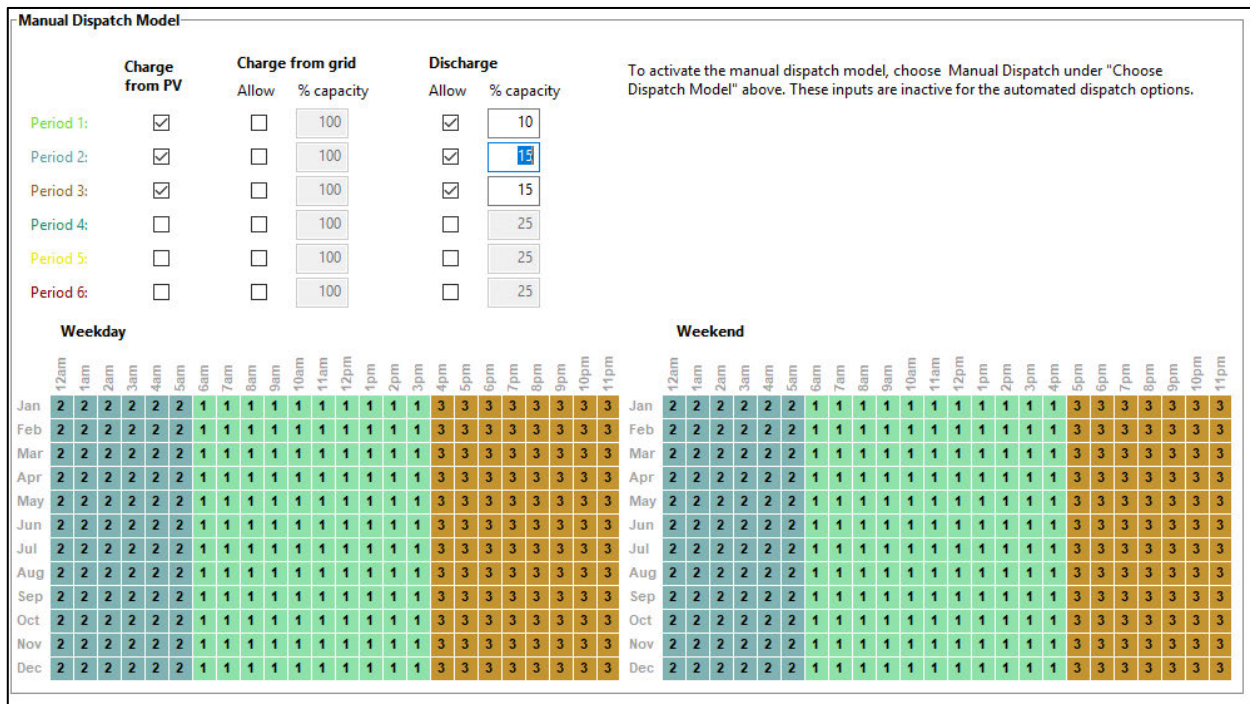 Manual Dispatch Model
Charge from PV
Charge from grid
Discharge
Allow % capacity Allow % capacity
To activate the manual dispatch model, choose Manual Dispatch under "Choose
Dispatch Model" above. These inputs are inactive for the automated dispatch options.
Period 1: 100 10
Period 2: 100 15
Period 3: 100 15
Period 4: 100 25
Period 5: 100 25
Period 6: 100 25
Weekday
12am 1am 2am 3am 4am 5am 6am 7am 8am 9am 10am 11am 12pm 1pm 2pm 3pm 4pm 5pm 6pm 7pm 8pm 9pm 10pm 11pm
Jan 2 2 2 2 2 2 1 1 1 1 1 1 1 1 1 1 3 3 3 3 3 3 3 3
Feb 2 2 2 2 2 2 1 1 1 1 1 1 1 1 1 1 3 3 3 3 3 3 3 3
Mar 2 2 2 2 2 2 1 1 1 1 1 1 1 1 1 1 3 3 3 3 3 3 3 3
Apr 2 2 2 2 2 2 1 1 1 1 1 1 1 1 1 1 3 3 3 3 3 3 3 3
May 2 2 2 2 2 2 1 1 1 1 1 1 1 1 1 1 3 3 3 3 3 3 3 3
Jun 2 2 2 2 2 2 1 1 1 1 1 1 1 1 1 1 3 3 3 3 3 3 3 3
Jul 2 2 2 2 2 2 1 1 1 1 1 1 1 1 1 1 3 3 3 3 3 3 3 3
Aug 2 2 2 2 2 2 1 1 1 1 1 1 1 1 1 1 3 3 3 3 3 3 3 3
Sep 2 2 2 2 2 2 1 1 1 1 1 1 1 1 1 1 3 3 3 3 3 3 3 3
Oct 2 2 2 2 2 2 1 1 1 1 1 1 1 1 1 1 3 3 3 3 3 3 3 3
Nov 2 2 2 2 2 2 1 1 1 1 1 1 1 1 1 1 3 3 3 3 3 3 3 3
Dec 2 2 2 2 2 2 1 1 1 1 1 1 1 1 1 1 3 3 3 3 3 3 3 3
Weekend
12am 1am 2am 3am 4am 5am 6am 7am 8am 9am 10am 11am 12pm 1pm 2pm 3pm 4pm 5pm 6pm 7pm 8pm 9pm 10pm 11pm
Jan 2 2 2 2 2 2 1 1 1 1 1 1 1 1 1 1 1 3 3 3 3 3 3 3
Feb 2 2 2 2 2 2 1 1 1 1 1 1 1 1 1 1 1 3 3 3 3 3 3 3
Mar 2 2 2 2 2 2 1 1 1 1 1 1 1 1 1 1 1 3 3 3 3 3 3 3
Apr 2 2 2 2 2 2 1 1 1 1 1 1 1 1 1 1 1 3 3 3 3 3 3 3
May 2 2 2 2 2 2 1 1 1 1 1 1 1 1 1 1 1 3 3 3 3 3 3 3
Jun 2 2 2 2 2 2 1 1 1 1 1 1 1 1 1 1 1 3 3 3 3 3 3 3
Jul 2 2 2 2 2 2 1 1 1 1 1 1 1 1 1 1 1 3 3 3 3 3 3 3
Aug 2 2 2 2 2 2 1 1 1 1 1 1 1 1 1 1 1 3 3 3 3 3 3 3
Sep 2 2 2 2 2 2 1 1 1 1 1 1 1 1 1 1 1 3 3 3 3 3 3 3
Oct 2 2 2 2 2 2 1 1 1 1 1 1 1 1 1 1 1 3 3 3 3 3 3 3
Nov 2 2 2 2 2 2 1 1 1 1 1 1 1 1 1 1 1 3 3 3 3 3 3 3
Dec 2 2 2 2 2 2 1 1 1 1 1 1 1 1 1 1 1 3 3 3 3 3 3 3